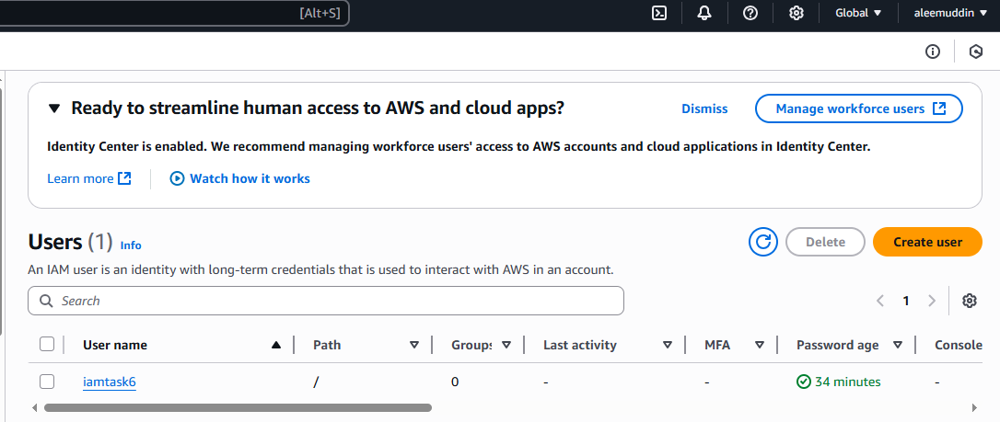 [Alt+S] Global aleemuddin
Ready to streamline human access to AWS and cloud apps? Dismiss Manage workforce users
Identity Center is enabled. We recommend managing workforce users' access to AWS accounts and cloud applications in Identity Center.
Learn more Watch how it works
Users (1) Info Delete Create user
An IAM user is an identity with long-term credentials that is used to interact with AWS in an account.
Search 1
User name Path Groups Last activity MFA Password age Console
iamtask6 / 0 - - 34 minutes -